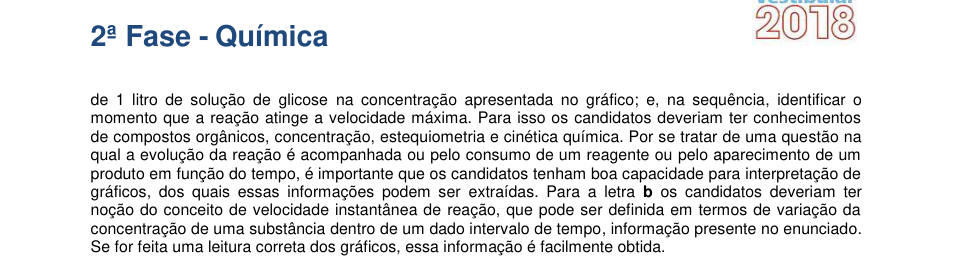 Vestibular
2018
2ª Fase - Química
de 1 litro de solução de glicose na concentração apresentada no gráfico; e, na sequência, identificar o
momento que a reação atinge a velocidade máxima. Para isso os candidatos deveriam ter conhecimentos
de compostos orgânicos, concentração, estequiometria e cinética química. Por se tratar de uma questão na
qual a evolução da reação é acompanhada ou pelo consumo de um reagente ou pelo aparecimento de um
produto em função do tempo, é importante que os candidatos tenham boa capacidade para interpretação de
gráficos, dos quais essas informações podem ser extraídas. Para a letra b os candidatos deveriam ter
noção do conceito de velocidade instantânea de reação, que pode ser definida em termos de variação da
concentração de uma substância dentro de um dado intervalo de tempo, informação presente no enunciado.
Se for feita uma leitura correta dos gráficos, essa informação é facilmente obtida.